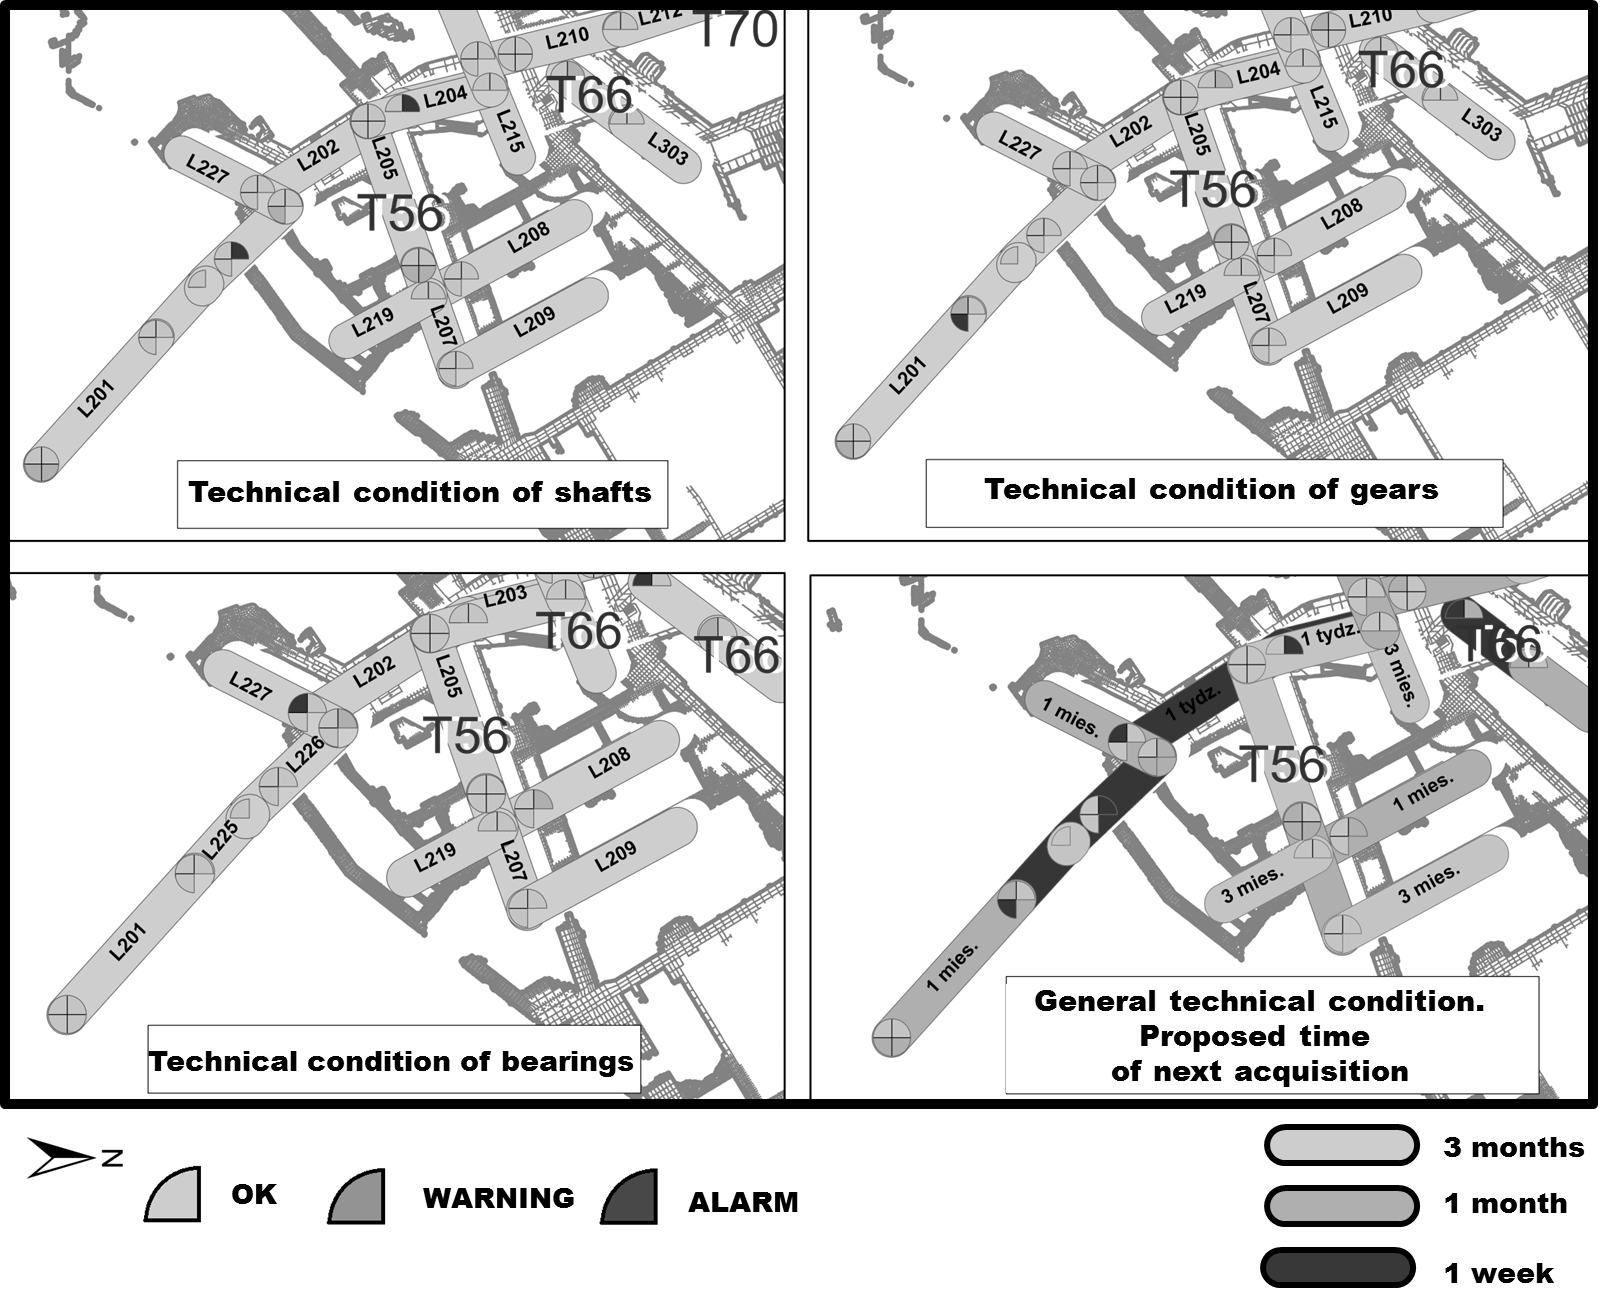 L212
T70
L210
T66
L204
L215
L303
L202
L205
L227
T56
L208
L219
L207
L209
L201
Technical condition of shafts
L210
T66
L204
L215
L303
L202
L205
L227
T56
L208
L219
L207
L209
L201
Technical condition of gears
L203
T66
T66
L202
L205
L227
T56
L226
L208
L225
L219
L207
L209
L201
Technical condition of bearings
1 tydz.
T66
3 mies.
1 tydz.
1 mies.
T56
1 mies.
3 mies.
3 mies.
1 mies.
General technical condition.
Proposed time
of next acquisition
N
OK
WARNING
ALARM
3 months
1 month
1 week